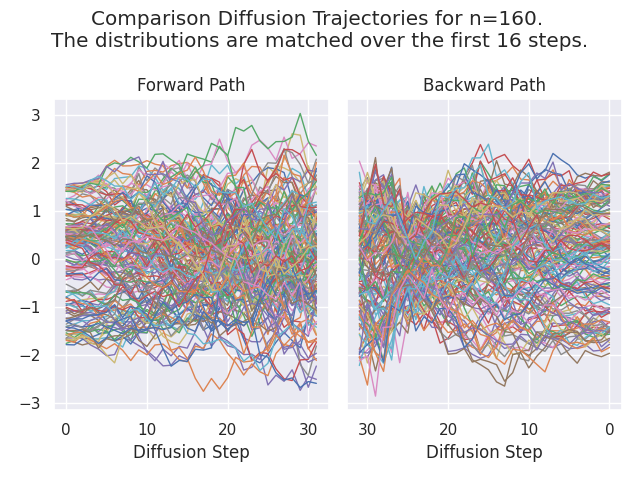 Comparison Diffusion Trajectories for n=160.
The distributions are matched over the first 16 steps.
Forward Path
Backward Path
3
2
1
0
−1
−2
−3
0 10 20 30
30 20 10 0
Diffusion Step
Diffusion Step